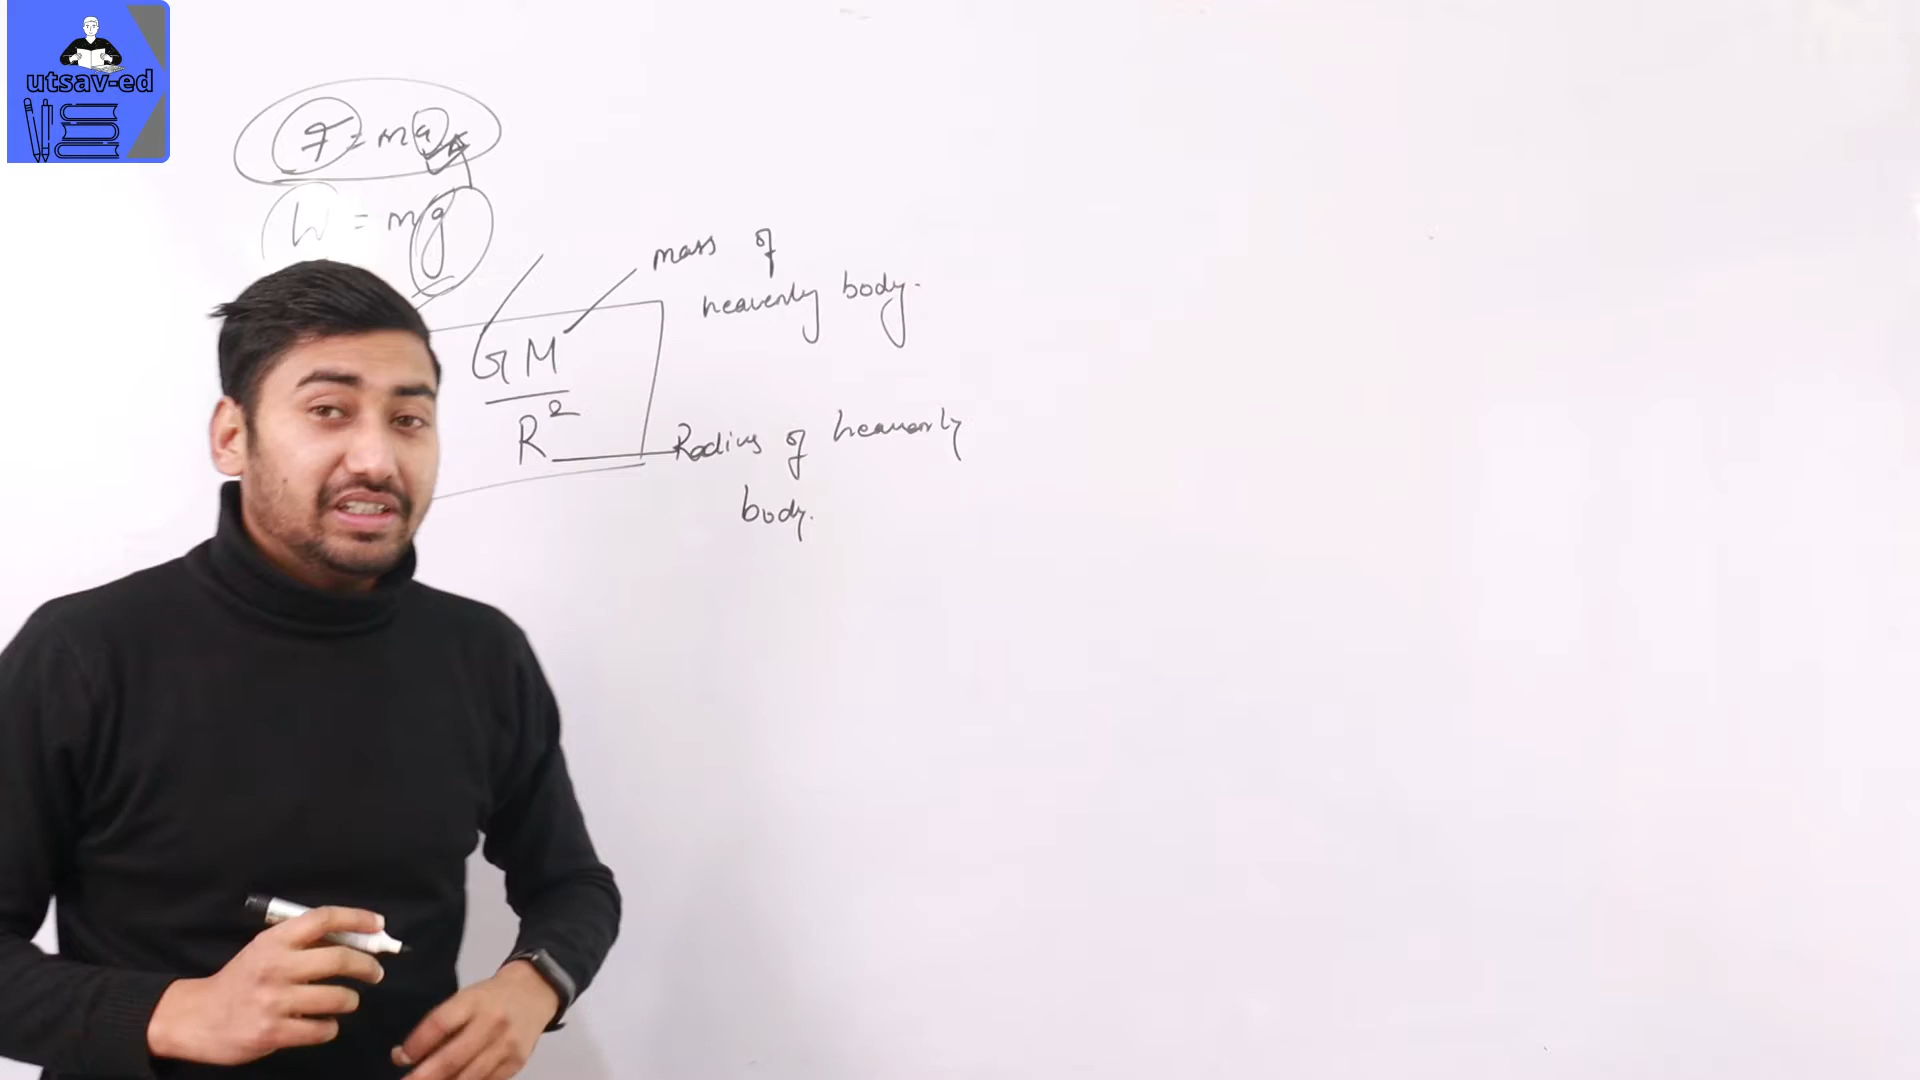 utsav-ed
F = ma
W = mg
mass of
heavenly body.
GM
R²
Radius of heavenly
body.